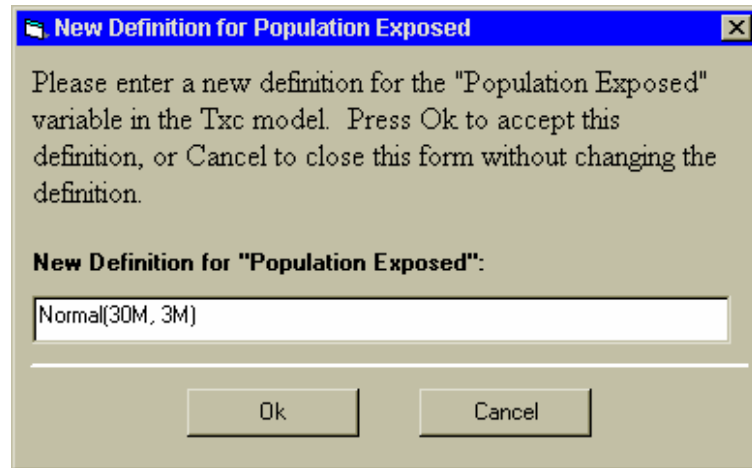 New Definition for Population Exposed
Please enter a new definition for the "Population Exposed"
variable in the Txc model. Press Ok to accept this
definition, or Cancel to close this form without changing the
definition.
New Definition for "Population Exposed":
Normal(30M, 3M)
Ok Cancel